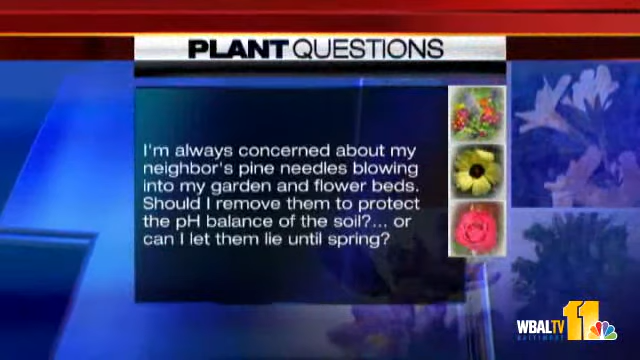 PLANT QUESTIONS
I'm always concerned about my
neighbor's pine needles blowing
into my garden and flower beds.
Should I remove them to protect
the pH balance of the soil?... or
can I let them lie until spring?
WBALTV 11
BALTIMORE